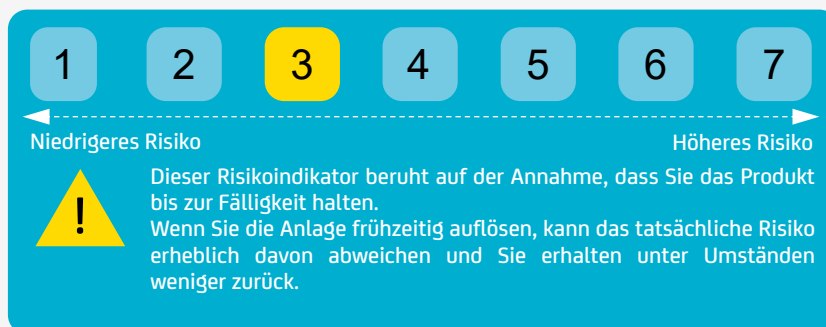 1 2 3 4 5 6 7
Niedrigeres Risiko Höheres Risiko
!
Dieser Risikoindikator beruht auf der Annahme, dass Sie das Produkt
bis zur Fälligkeit halten.
Wenn Sie die Anlage frühzeitig auflösen, kann das tatsächliche Risiko
erheblich davon abweichen und Sie erhalten unter Umständen
weniger zurück.